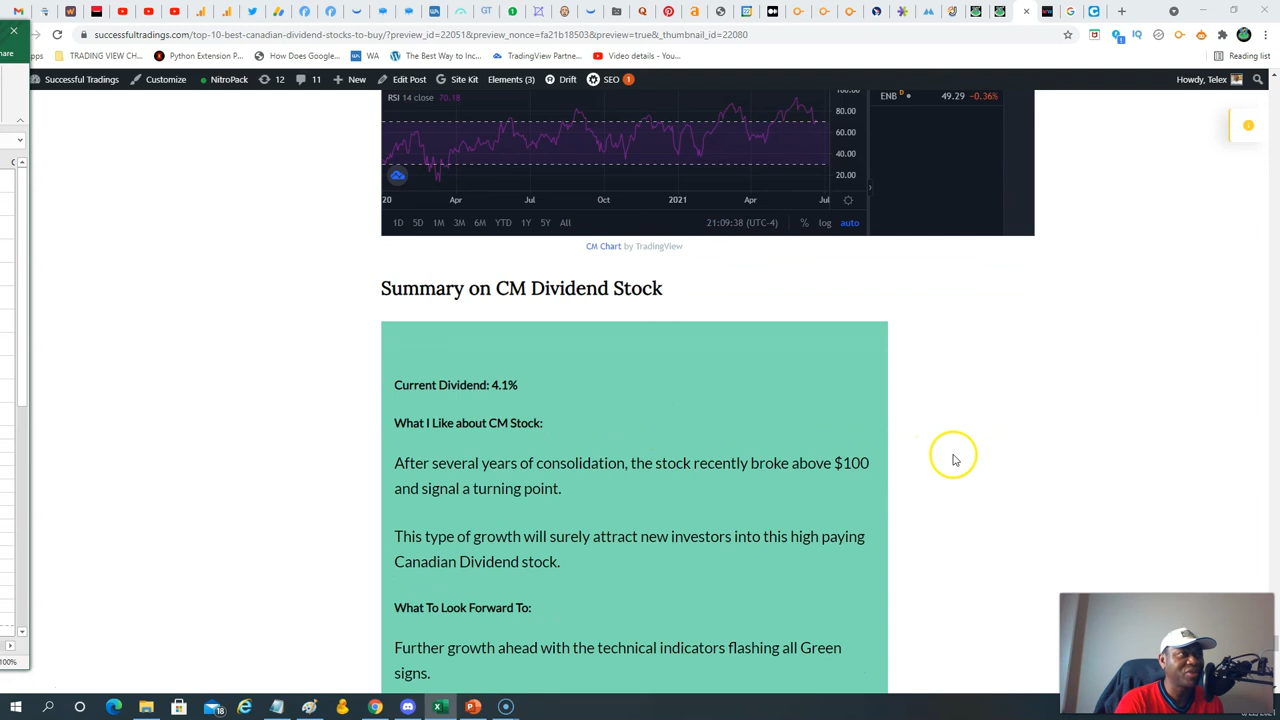 successfultradings.com/top-10-best-canadian-dividend-stocks-to-buy/?preview_id=22051&preview_nonce=fa21b18503&preview=true&_thumbnail_id=22080
TRADING VIEW CH... Python Extension P... How Does Google... WA The Best Way to Inc... TradingView Partne... Video details - You... Reading list
Share
Successful Tradings Customize NitroPack 12 11 New Edit Post Site Kit Elements (3) Drift SEO 1 Howdy, Telex
RSI 14 close 70.18
ENB D 49.29 −0.36%
80.00
60.00
40.00
20.00
20 Apr Jul Oct 2021 Apr Jul
1D 5D 1M 3M 6M YTD 1Y 5Y All 21:09:38 (UTC-4) % log auto
CM Chart by TradingView
Summary on CM Dividend Stock
Current Dividend: 4.1%
What I Like about CM Stock:
After several years of consolidation, the stock recently broke above $100
and signal a turning point.
This type of growth will surely attract new investors into this high paying
Canadian Dividend stock.
What To Look Forward To:
Further growth ahead with the technical indicators flashing all Green
signs.
100%
18